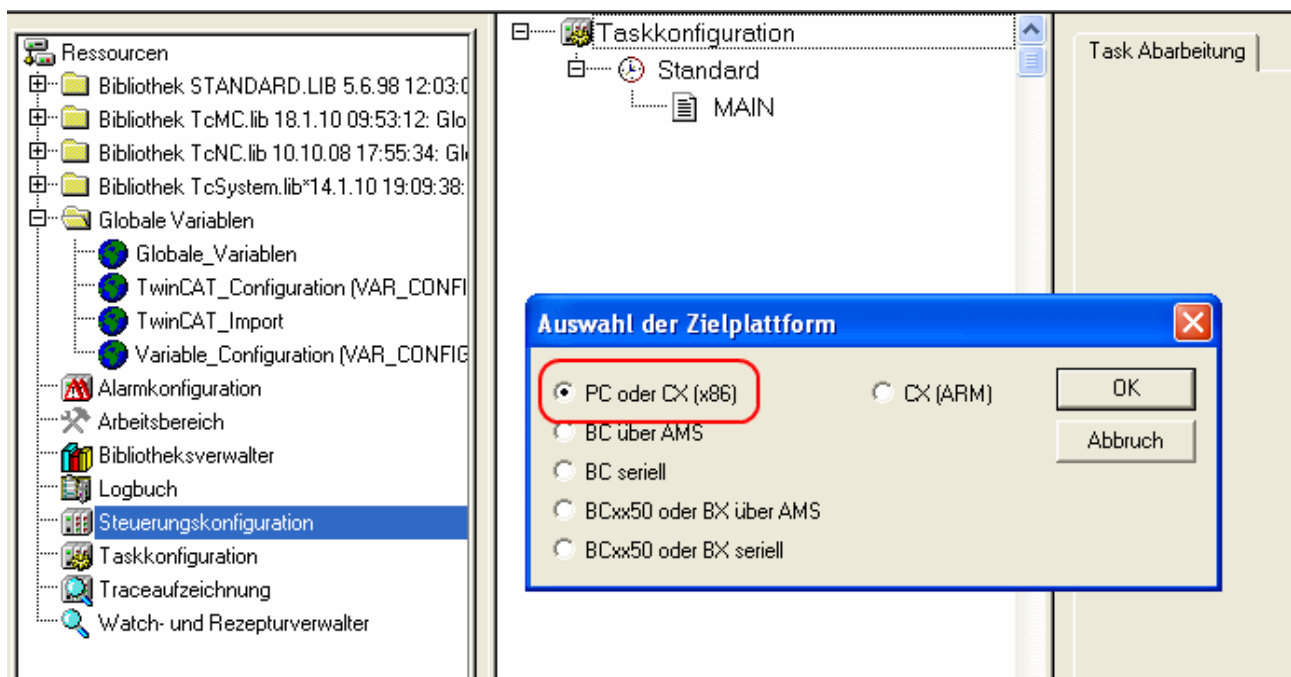 Ressourcen
Bibliothek STANDARD.LIB 5.6.98 12:03:0
Bibliothek TcMC.lib 18.1.10 09:53:12: Glo
Bibliothek TcNC.lib 10.10.08 17:55:34: Gl
Bibliothek TcSystem.lib*14.1.10 19:09:38:
Globale Variablen
Globale_Variablen
TwinCAT_Configuration (VAR_CONFI
TwinCAT_Import
Variable_Configuration (VAR_CONFIG
Alarmkonfiguration
Arbeitsbereich
Bibliotheksverwalter
Logbuch
Steuerungskonfiguration
Taskkonfiguration
Traceaufzeichnung
Watch- und Rezepturverwalter
Taskkonfiguration
Standard
MAIN
Task Abarbeitung
Auswahl der Zielplattform
PC oder CX (x86)
CX (ARM)
OK
BC über AMS
Abbruch
BC seriell
BCxx50 oder BX über AMS
BCxx50 oder BX seriell